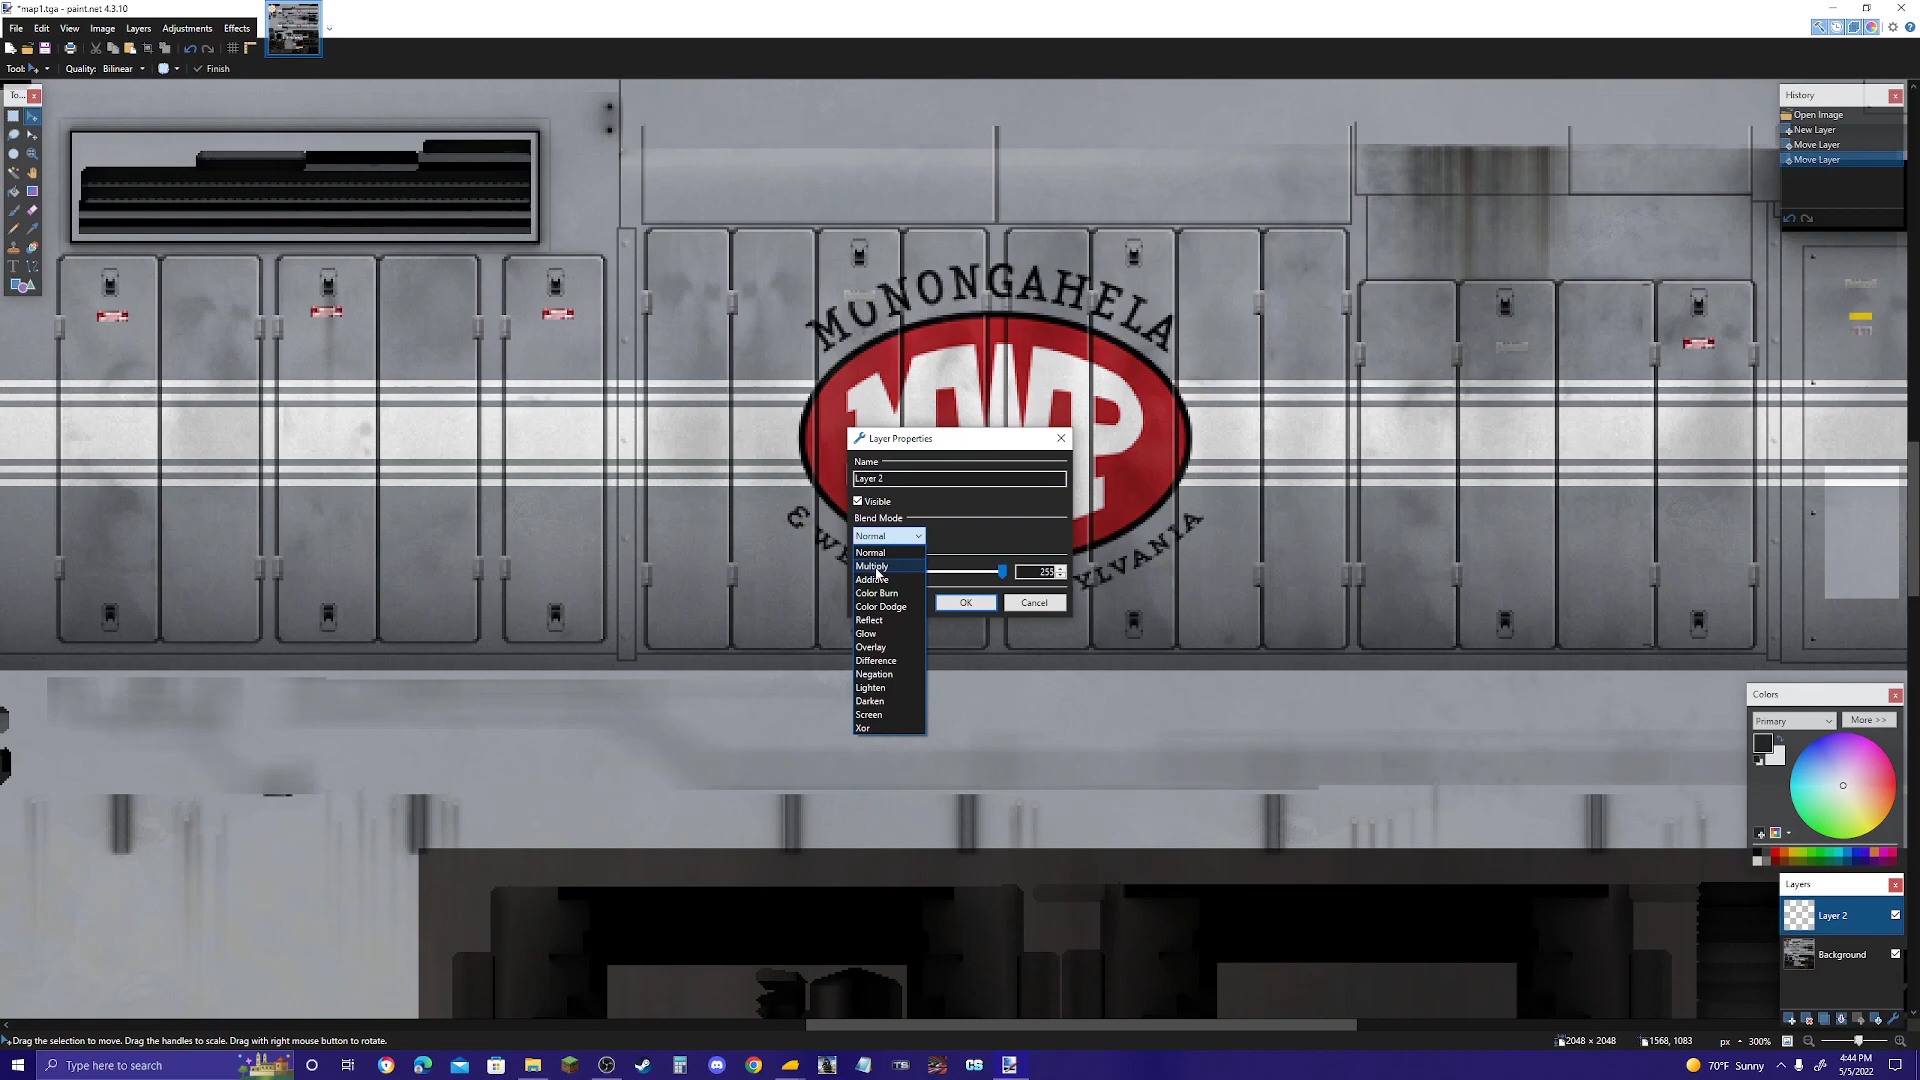 *map1.tga - paint.net 4.3.10
File Edit View Image Layers Adjustments Effects
Tool: Quality: Bilinear Finish
To...
History
Open Image
New Layer
Move Layer
Move Layer
MONONGAHELA
Layer Properties
Name
Layer 2
Visible
Blend Mode
Normal
Normal
Multiply
Additive
Color Burn
Color Dodge
Reflect
Glow
Overlay
Difference
Negation
Lighten
Darken
Screen
Xor
255
OK Cancel
& W
YLVANIA
Colors
Primary More >>
Layers
Layer 2
Background
Drag the selection to move. Drag the handles to scale. Drag with right mouse button to rotate.
2048 × 2048 1568, 1083 px 300%
Type here to search
TS
CS
70°F Sunny
4:44 PM
5/5/2022